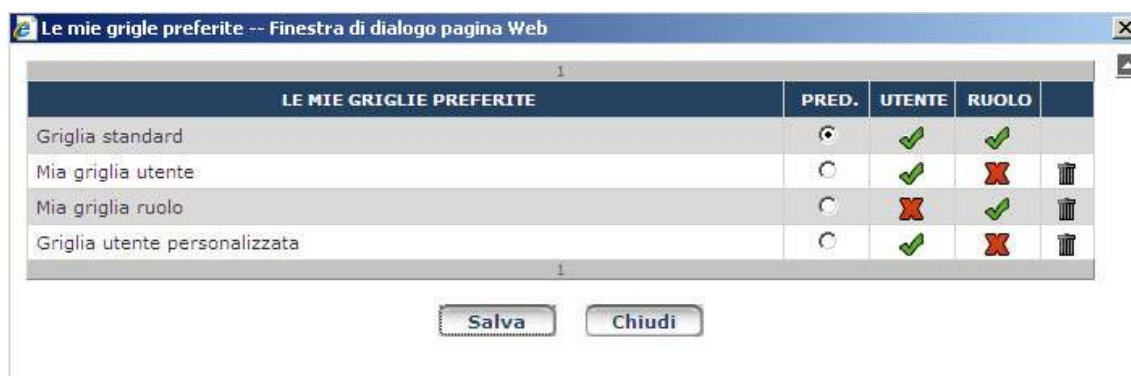 Le mie grigle preferite -- Finestra di dialogo pagina Web
1
LE MIE GRIGLIE PREFERITE PRED. UTENTE RUOLO
Griglia standard
Mia griglia utente
Mia griglia ruolo
Griglia utente personalizzata
1
Salva Chiudi